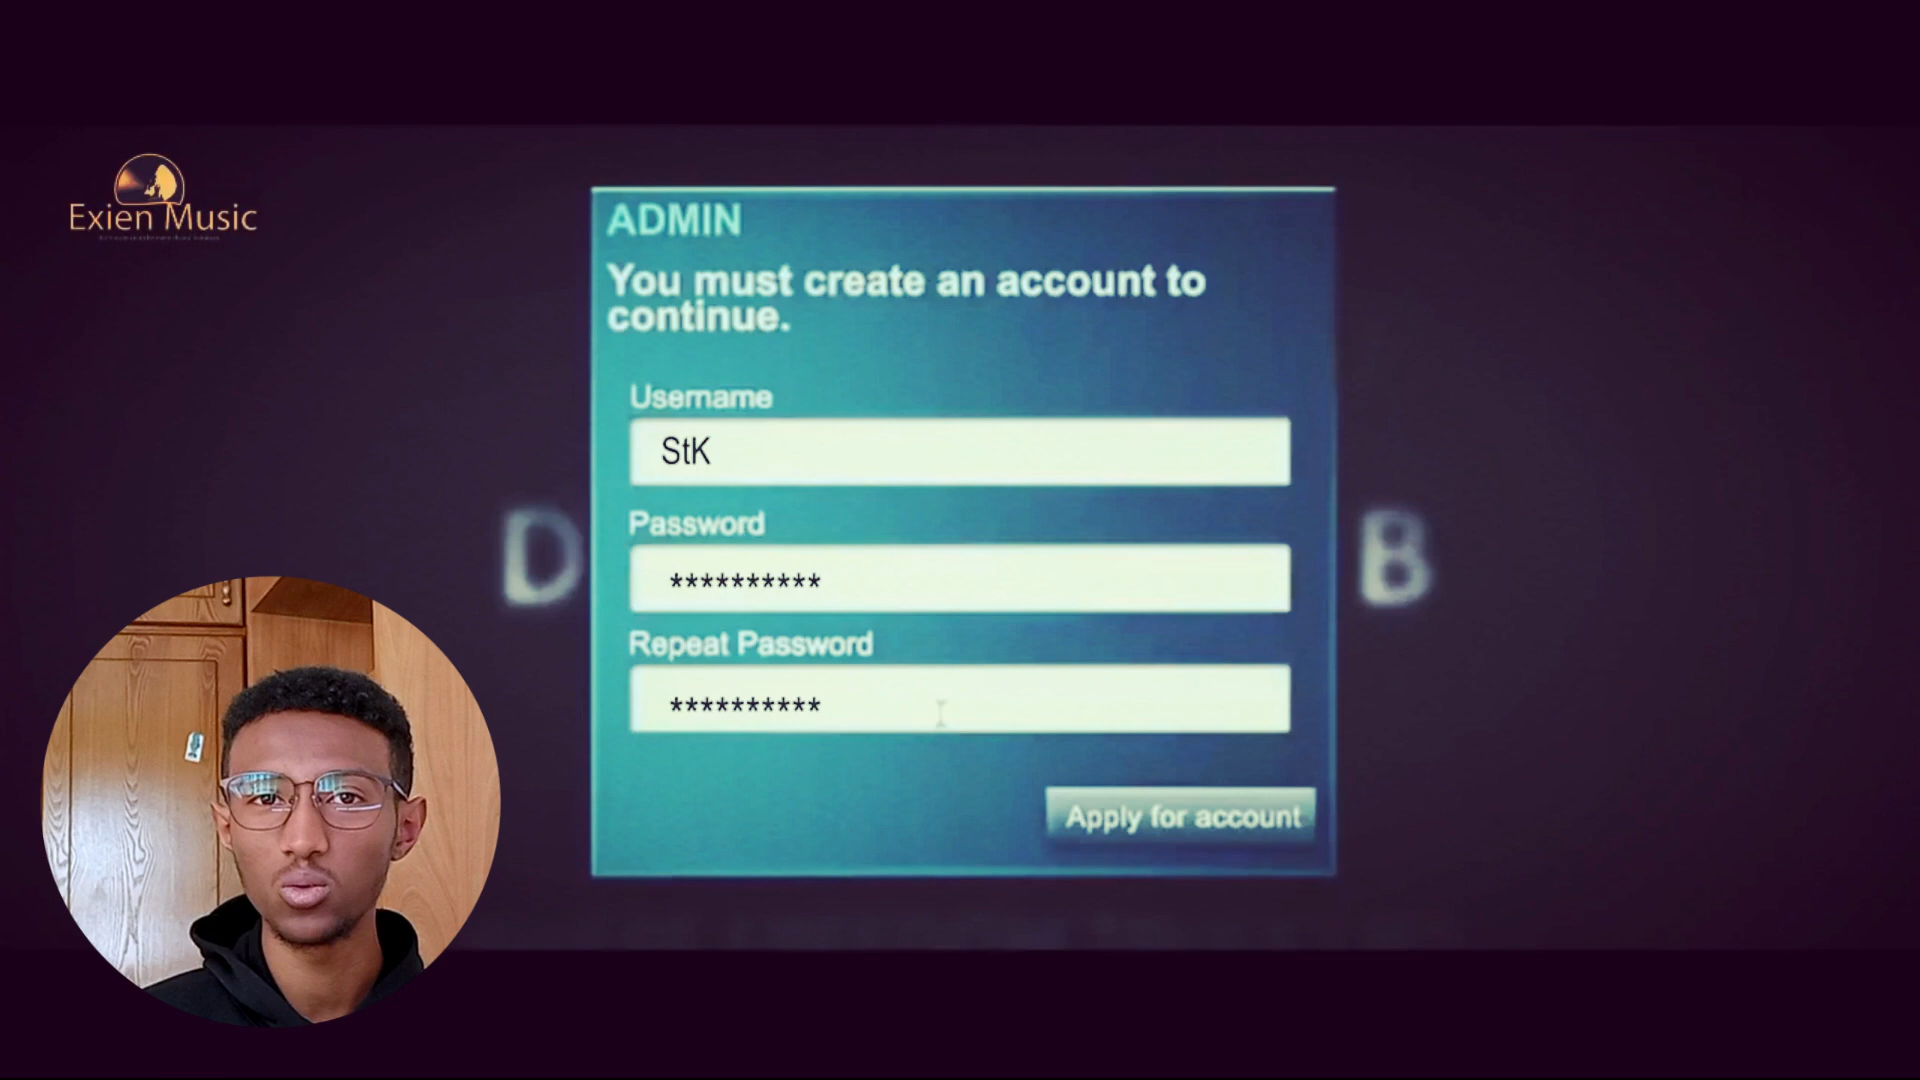 Exien Music
ADMIN
You must create an account to
continue.
Username
StK
Password
**********
Repeat Password
**********
Apply for account
D
B